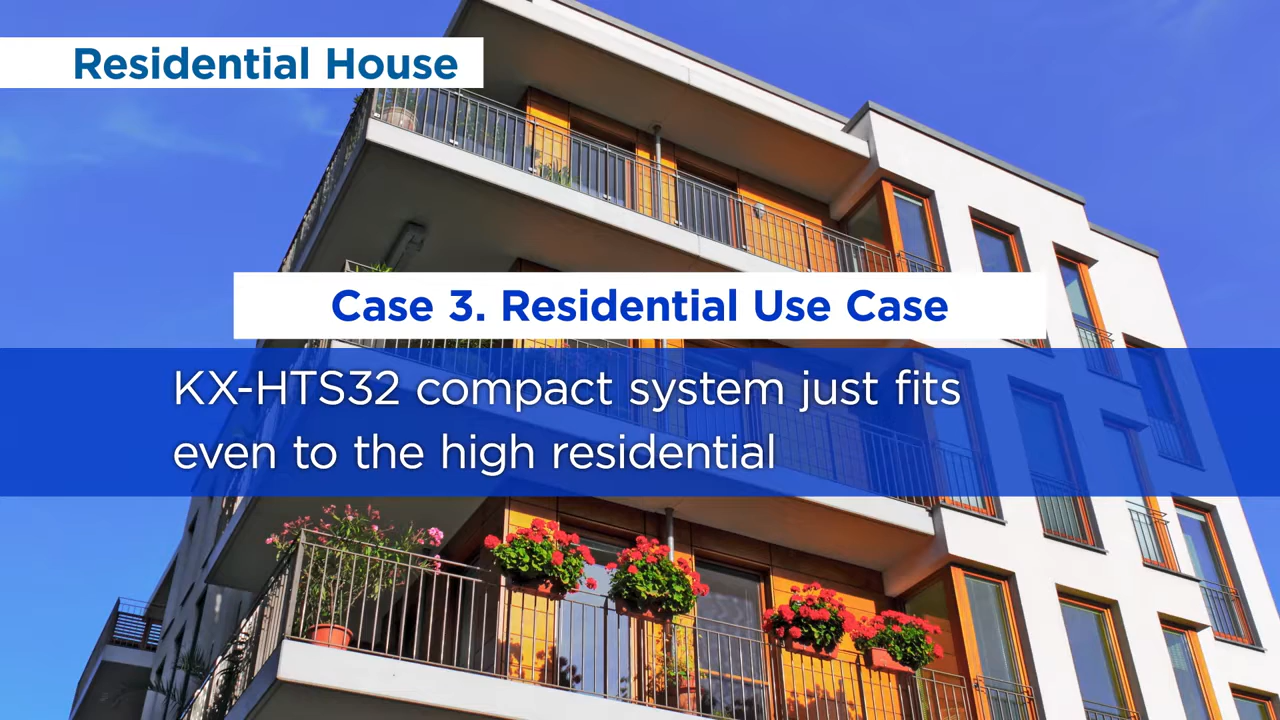 Residential House
Case 3. Residential Use Case
KX-HTS32 compact system just fits
even to the high residential